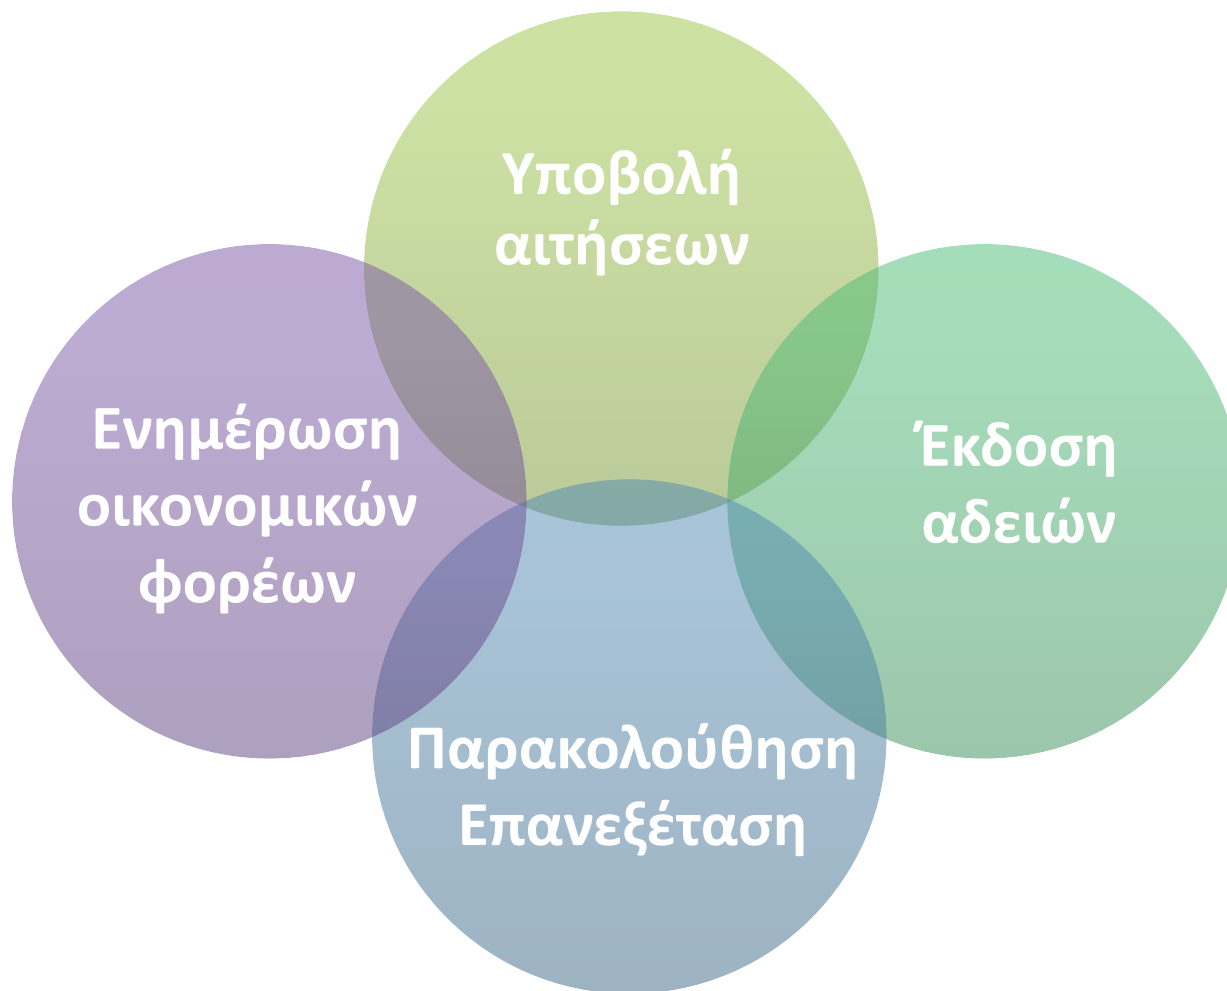 Υποβολή
αιτήσεων
Ενημέρωση
οικονομικών
φορέων
Έκδοση
αδειών
Παρακολούθηση
Επανεξέταση